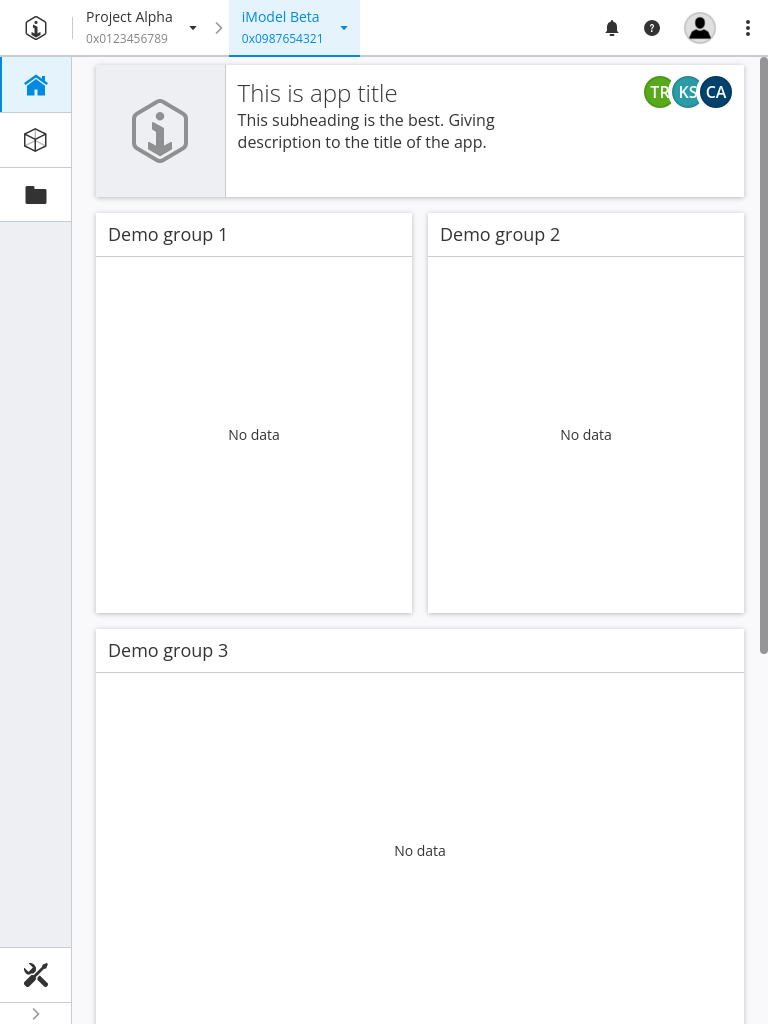 Project Alpha
0x0123456789
iModel Beta
0x0987654321
This is app title
This subheading is the best. Giving
description to the title of the app.
TR KS CA
Demo group 1
No data
Demo group 2
No data
Demo group 3
No data